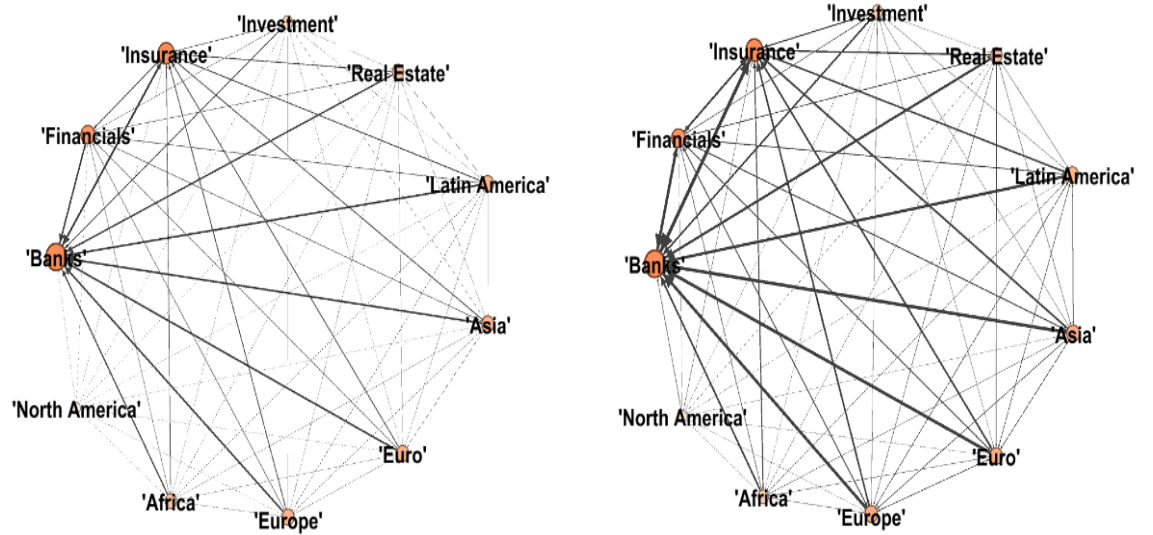 'Investment'
'Insurance'
'Real Estate'
'Financials'
'Latin America'
'Banks'
'Asia'
'North America'
'Euro'
'Africa'
'Europe'
'Investment'
'Insurance'
'Real Estate'
'Financials'
'Latin America'
'Banks'
'Asia'
'North America'
'Euro'
'Africa'
'Europe'